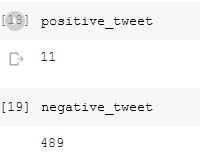 [18] positive_tweet
11
[19] negative_tweet
489